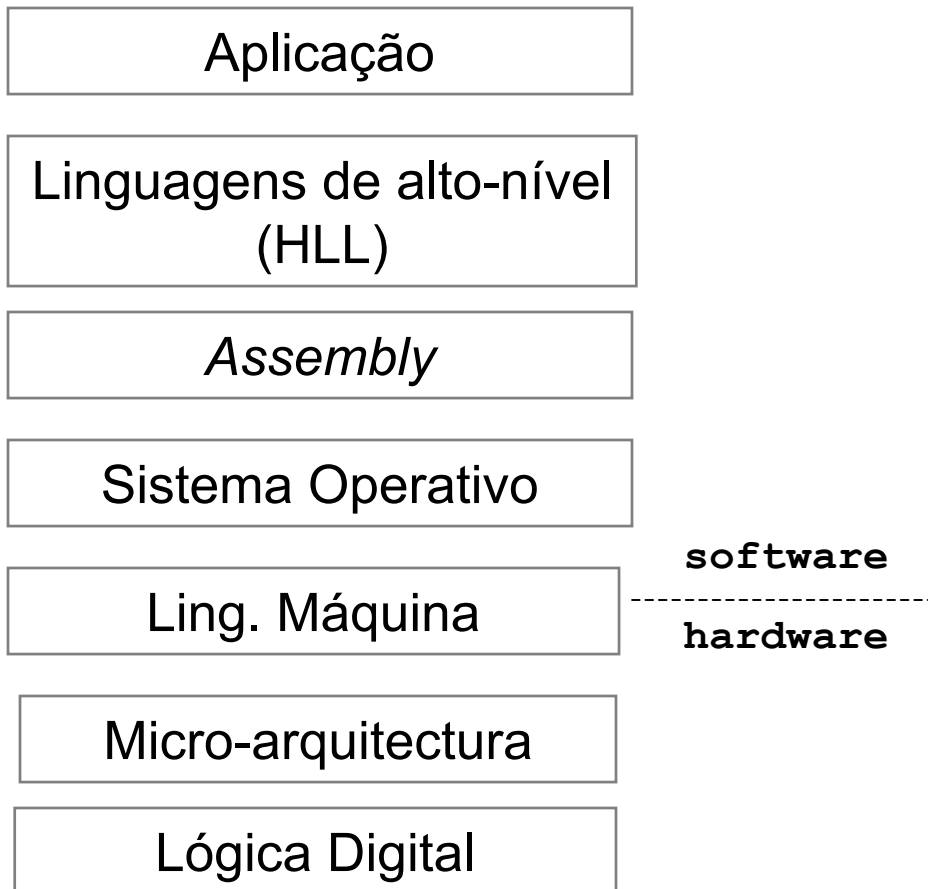 Aplicação
Linguagens de alto-nível
(HLL)
Assembly
Sistema Operativo
software
Ling. Máquina
hardware
Micro-arquitectura
Lógica Digital